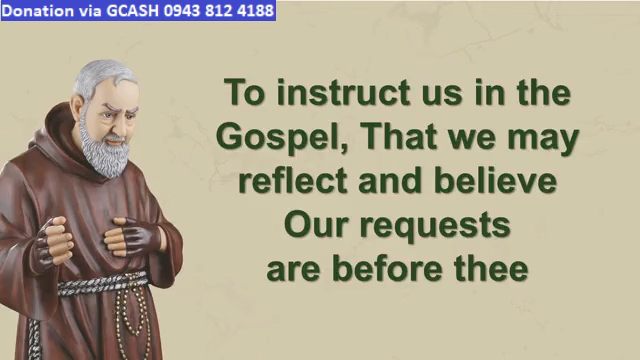 Donation via GCASH 0943 812 4188
To instruct us in the
Gospel, That we may
reflect and believe
Our requests
are before thee